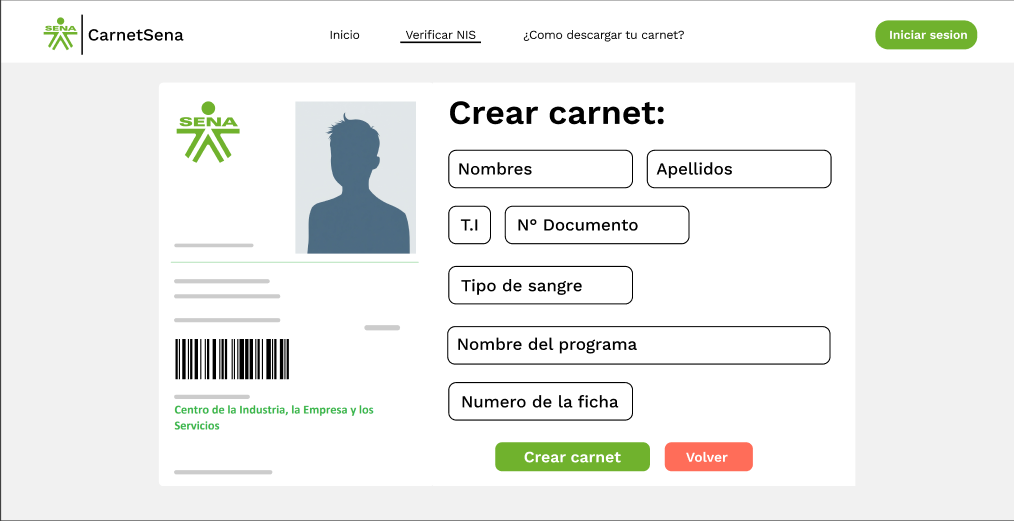 SENA
CarnetSena
Inicio
Verificar NIS
¿Como descargar tu carnet?
Iniciar sesion
SENA
Centro de la Industria, la Empresa y los
Servicios
Crear carnet:
Nombres
Apellidos
T.I
N° Documento
Tipo de sangre
Nombre del programa
Numero de la ficha
Crear carnet
Volver